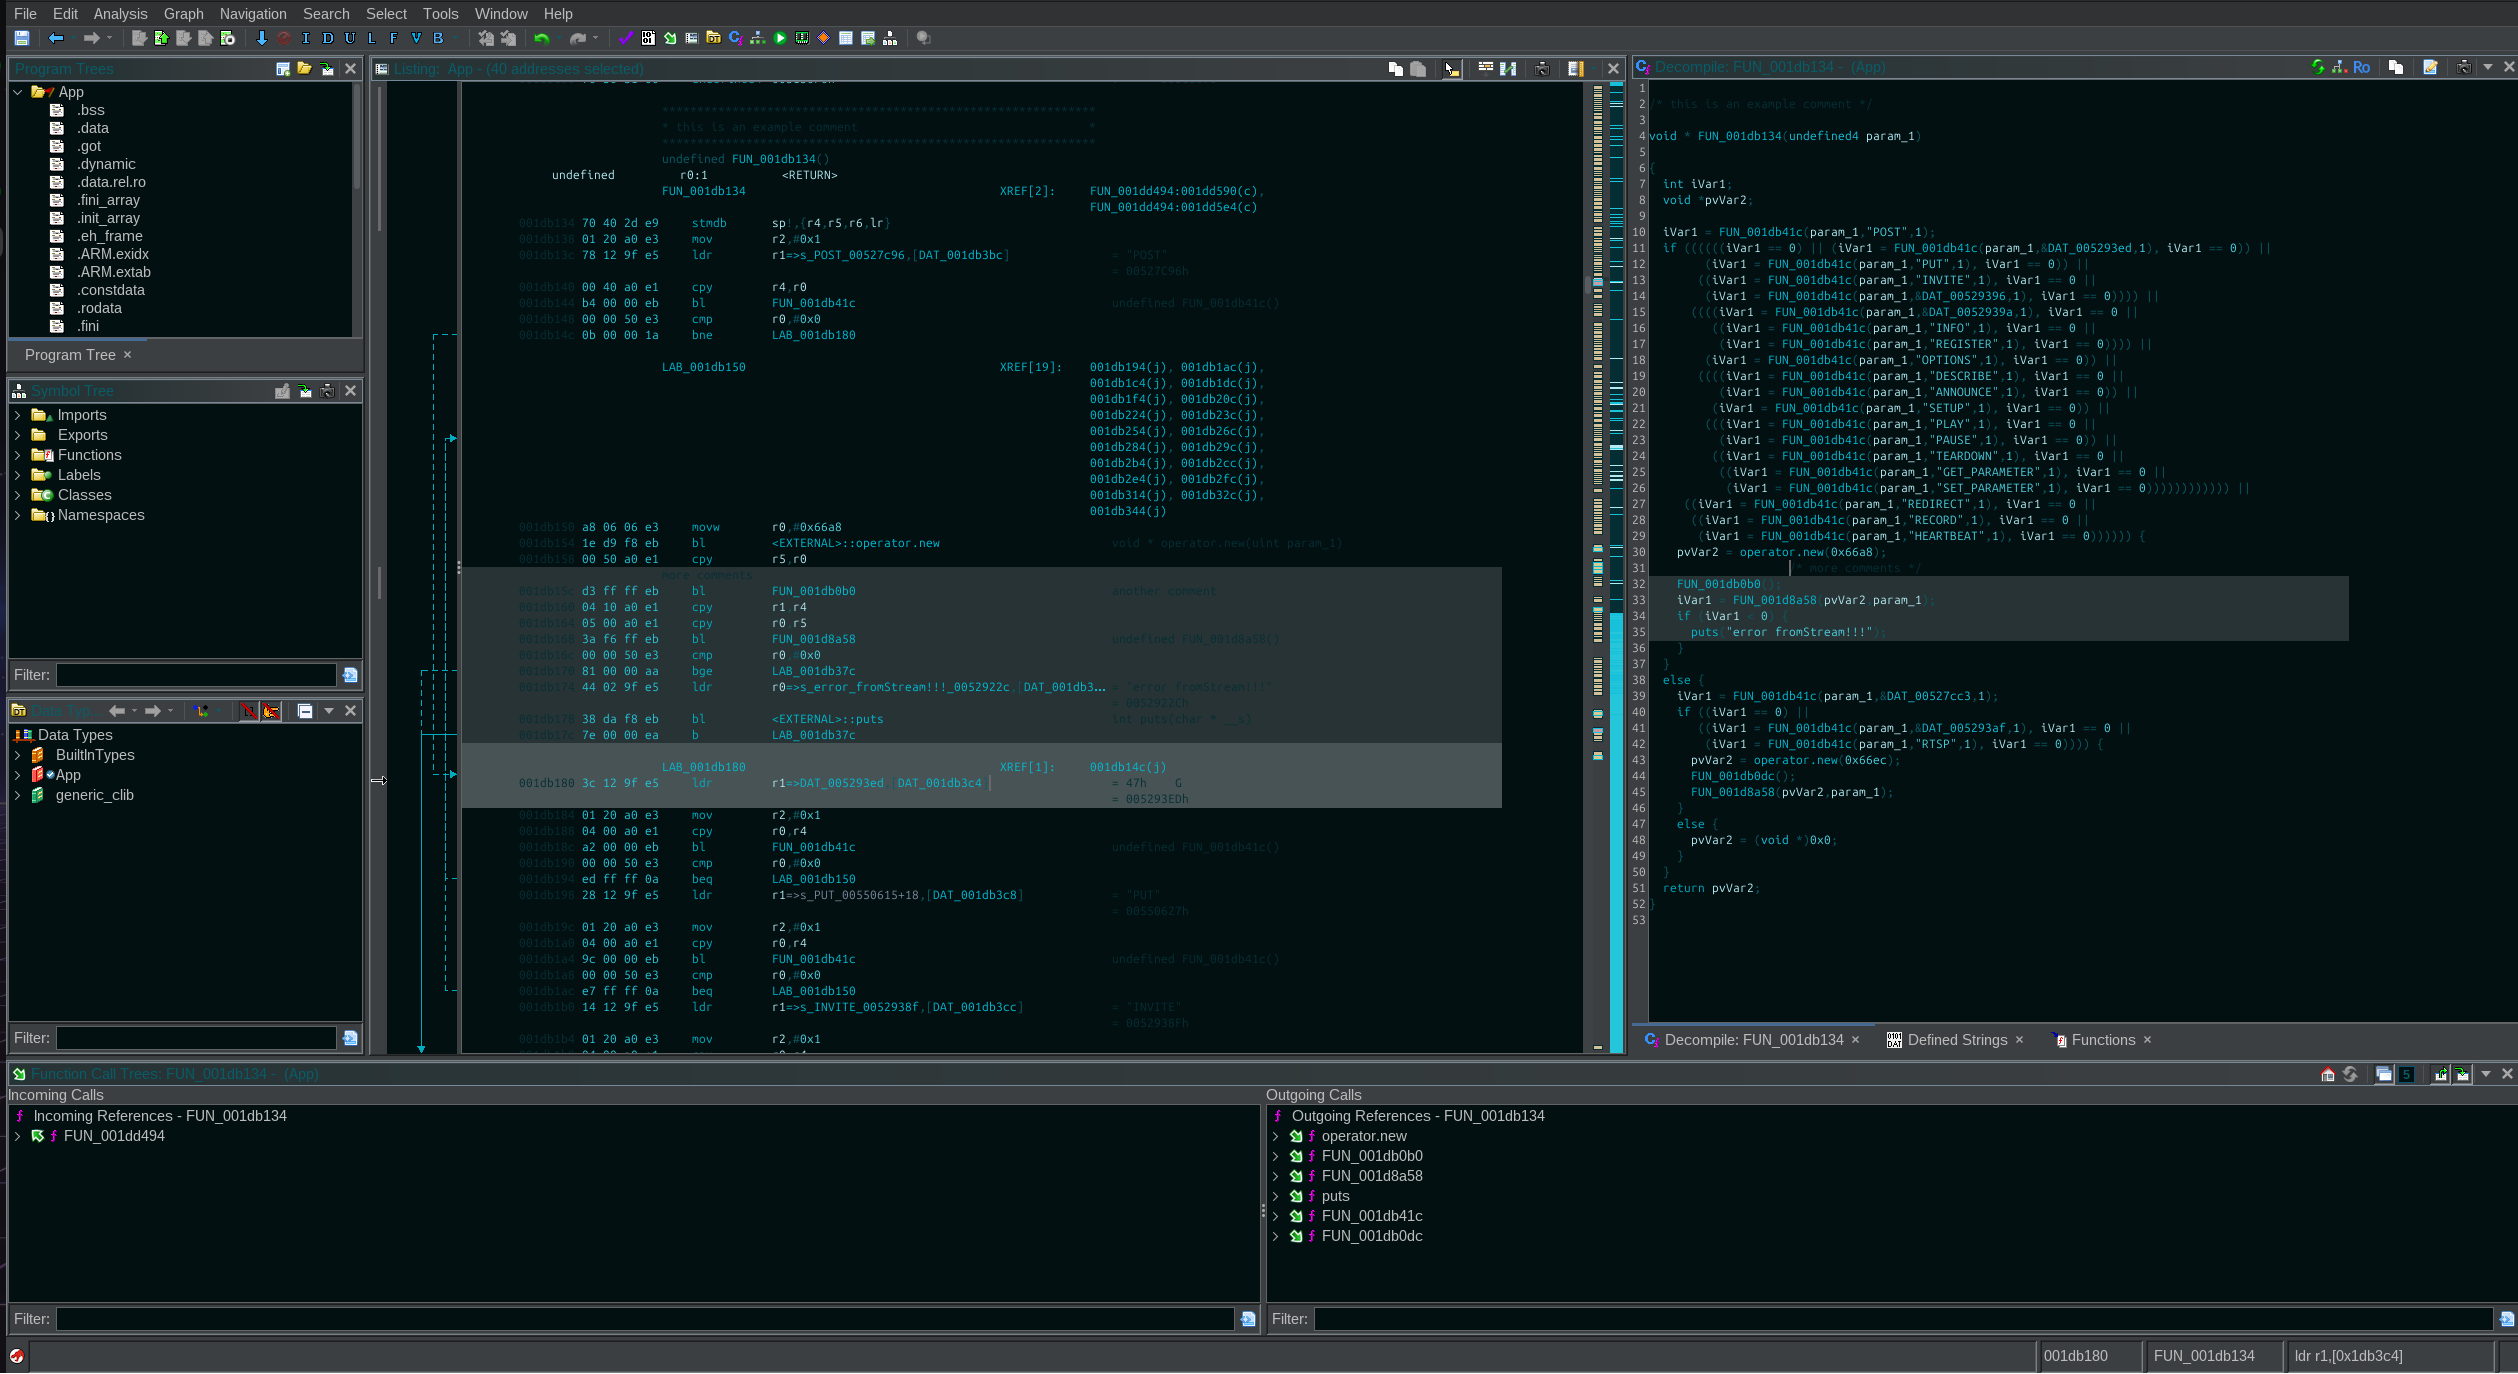 File Edit Analysis Graph Navigation Search Select Tools Window Help
I D U L F V B
Program Trees
App
.bss
.data
.got
.dynamic
.data.rel.ro
.fini_array
.init_array
.eh_frame
.ARM.exidx
.ARM.extab
.constdata
.rodata
.fini
Program Tree ×
Symbol Tree
Imports
Exports
Functions
Labels
Classes
Namespaces
Filter:
Data Typ...
Data Types
BuiltInTypes
App
generic_clib
Filter:
Listing: App - (40 addresses selected)
* this is an example comment *
undefined FUN_001db134()
undefined r0:1 <RETURN>
FUN_001db134 XREF[2]: FUN_001dd494:001dd590(c),
FUN_001dd494:001dd5e4(c)
001db134 70 40 2d e9 stmdb sp!,{r4,r5,r6,lr}
001db138 01 20 a0 e3 mov r2,#0x1
001db13c 78 12 9f e5 ldr r1=>s_POST_00527c96,[DAT_001db3bc] = "POST"
= 00527C96h
001db140 00 40 a0 e1 cpy r4,r0
001db144 b4 00 00 eb bl FUN_001db41c undefined FUN_001db41c()
001db148 00 00 50 e3 cmp r0,#0x0
001db14c 0b 00 00 1a bne LAB_001db180
LAB_001db150 XREF[19]: 001db194(j), 001db1ac(j),
001db1c4(j), 001db1dc(j),
001db1f4(j), 001db20c(j),
001db224(j), 001db23c(j),
001db254(j), 001db26c(j),
001db284(j), 001db29c(j),
001db2b4(j), 001db2cc(j),
001db2e4(j), 001db2fc(j),
001db314(j), 001db32c(j),
001db344(j)
001db150 a8 06 06 e3 movw r0,#0x66a8
001db154 1e d9 f8 eb bl <EXTERNAL>::operator.new void * operator.new(uint param_1)
001db158 00 50 a0 e1 cpy r5,r0
more comments
001db15c d3 ff ff eb bl FUN_001db0b0 another comment
001db160 04 10 a0 e1 cpy r1,r4
001db164 05 00 a0 e1 cpy r0,r5
001db168 3a f6 ff eb bl FUN_001d8a58 undefined FUN_001d8a58()
001db16c 00 00 50 e3 cmp r0,#0x0
001db170 81 00 00 aa bge LAB_001db37c
001db174 44 02 9f e5 ldr r0=>s_error_fromStream!!!_0052922c,[DAT_001db3... = "error fromStream!!!"
= 0052922Ch
001db178 38 da f8 eb bl <EXTERNAL>::puts int puts(char * __s)
001db17c 7e 00 00 ea b LAB_001db37c
LAB_001db180 XREF[1]: 001db14c(j)
001db180 3c 12 9f e5 ldr r1=>DAT_005293ed,[DAT_001db3c4] = 47h G
= 005293EDh
001db184 01 20 a0 e3 mov r2,#0x1
001db188 04 00 a0 e1 cpy r0,r4
001db18c a2 00 00 eb bl FUN_001db41c undefined FUN_001db41c()
001db190 00 00 50 e3 cmp r0,#0x0
001db194 ed ff ff 0a beq LAB_001db150
001db198 28 12 9f e5 ldr r1=>s_PUT_00550615+18,[DAT_001db3c8] = "PUT"
= 00550627h
001db19c 01 20 a0 e3 mov r2,#0x1
001db1a0 04 00 a0 e1 cpy r0,r4
001db1a4 9c 00 00 eb bl FUN_001db41c undefined FUN_001db41c()
001db1a8 00 00 50 e3 cmp r0,#0x0
001db1ac e7 ff ff 0a beq LAB_001db150
001db1b0 14 12 9f e5 ldr r1=>s_INVITE_0052938f,[DAT_001db3cc] = "INVITE"
= 0052938Fh
001db1b4 01 20 a0 e3 mov r2,#0x1
Decompile: FUN_001db134 - (App)
Ro
1
2 /* this is an example comment */
3
4 void * FUN_001db134(undefined4 param_1)
5
6 {
7 int iVar1;
8 void *pvVar2;
9
10 iVar1 = FUN_001db41c(param_1,"POST",1);
11 if ((((((iVar1 == 0) || (iVar1 = FUN_001db41c(param_1,&DAT_005293ed,1), iVar1 == 0)) ||
12 (iVar1 = FUN_001db41c(param_1,"PUT",1), iVar1 == 0)) ||
13 ((iVar1 = FUN_001db41c(param_1,"INVITE",1), iVar1 == 0 ||
14 (iVar1 = FUN_001db41c(param_1,&DAT_00529396,1), iVar1 == 0)))) ||
15 ((((iVar1 = FUN_001db41c(param_1,&DAT_0052939a,1), iVar1 == 0 ||
16 ((iVar1 = FUN_001db41c(param_1,"INFO",1), iVar1 == 0 ||
17 (iVar1 = FUN_001db41c(param_1,"REGISTER",1), iVar1 == 0)))) ||
18 (iVar1 = FUN_001db41c(param_1,"OPTIONS",1), iVar1 == 0)) ||
19 ((((iVar1 = FUN_001db41c(param_1,"DESCRIBE",1), iVar1 == 0 ||
20 (iVar1 = FUN_001db41c(param_1,"ANNOUNCE",1), iVar1 == 0)) ||
21 (iVar1 = FUN_001db41c(param_1,"SETUP",1), iVar1 == 0)) ||
22 (((iVar1 = FUN_001db41c(param_1,"PLAY",1), iVar1 == 0 ||
23 (iVar1 = FUN_001db41c(param_1,"PAUSE",1), iVar1 == 0)) ||
24 ((iVar1 = FUN_001db41c(param_1,"TEARDOWN",1), iVar1 == 0 ||
25 ((iVar1 = FUN_001db41c(param_1,"GET_PARAMETER",1), iVar1 == 0 ||
26 (iVar1 = FUN_001db41c(param_1,"SET_PARAMETER",1), iVar1 == 0)))))))))))) ||
27 ((iVar1 = FUN_001db41c(param_1,"REDIRECT",1), iVar1 == 0 ||
28 ((iVar1 = FUN_001db41c(param_1,"RECORD",1), iVar1 == 0 ||
29 (iVar1 = FUN_001db41c(param_1,"HEARTBEAT",1), iVar1 == 0)))))) {
30 pvVar2 = operator.new(0x66a8);
31 /* more comments */
32 FUN_001db0b0();
33 iVar1 = FUN_001d8a58(pvVar2,param_1);
34 if (iVar1 < 0) {
35 puts("error fromStream!!!");
36 }
37 }
38 else {
39 iVar1 = FUN_001db41c(param_1,&DAT_00527cc3,1);
40 if ((iVar1 == 0) ||
41 ((iVar1 = FUN_001db41c(param_1,&DAT_005293af,1), iVar1 == 0 ||
42 (iVar1 = FUN_001db41c(param_1,"RTSP",1), iVar1 == 0)))) {
43 pvVar2 = operator.new(0x66ec);
44 FUN_001db0dc();
45 FUN_001d8a58(pvVar2,param_1);
46 }
47 else {
48 pvVar2 = (void *)0x0;
49 }
50 }
51 return pvVar2;
52 }
53
Decompile: FUN_001db134 × Defined Strings × Functions ×
Function Call Trees: FUN_001db134 - (App)
5
Incoming Calls
Incoming References - FUN_001db134
FUN_001dd494
Filter:
Outgoing Calls
Outgoing References - FUN_001db134
operator.new
FUN_001db0b0
FUN_001d8a58
puts
FUN_001db41c
FUN_001db0dc
Filter:
001db180 FUN_001db134 ldr r1,[0x1db3c4]